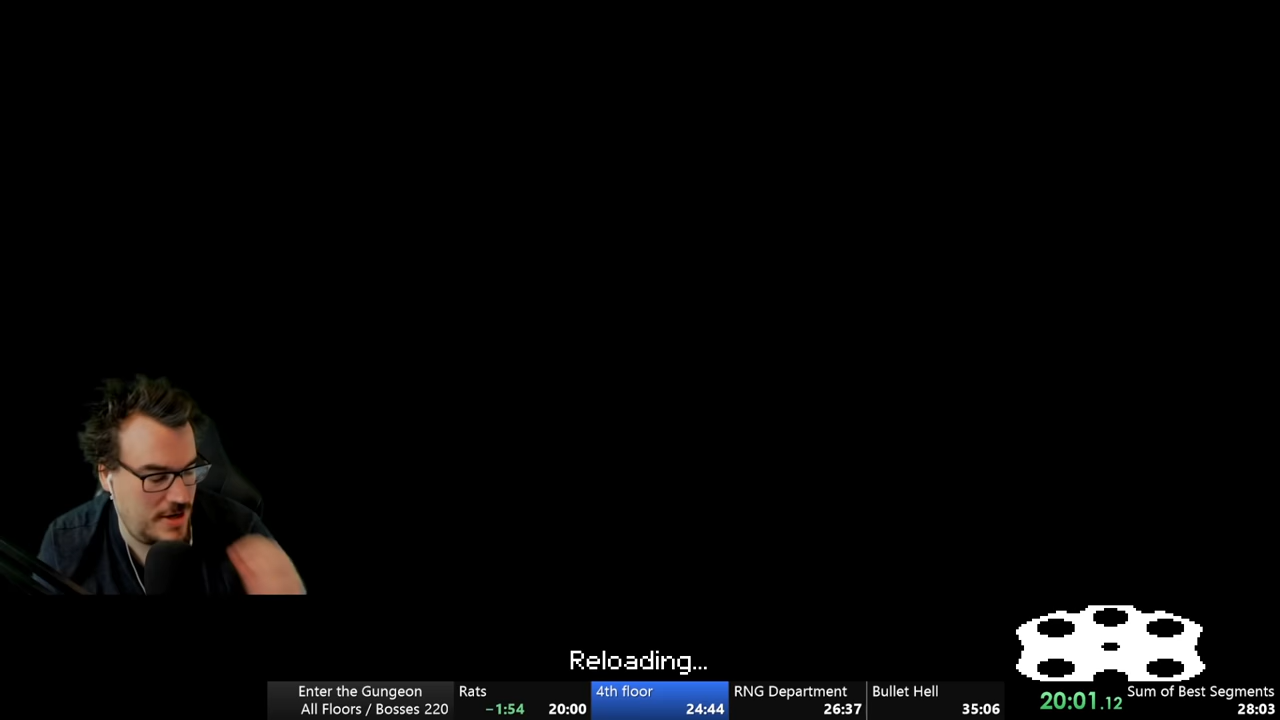 Reloading...
Enter the Gungeon
All Floors / Bosses 220
Rats
−1:54 20:00
4th floor
24:44
RNG Department
26:37
Bullet Hell
35:06
20:01.12
Sum of Best Segments
28:03